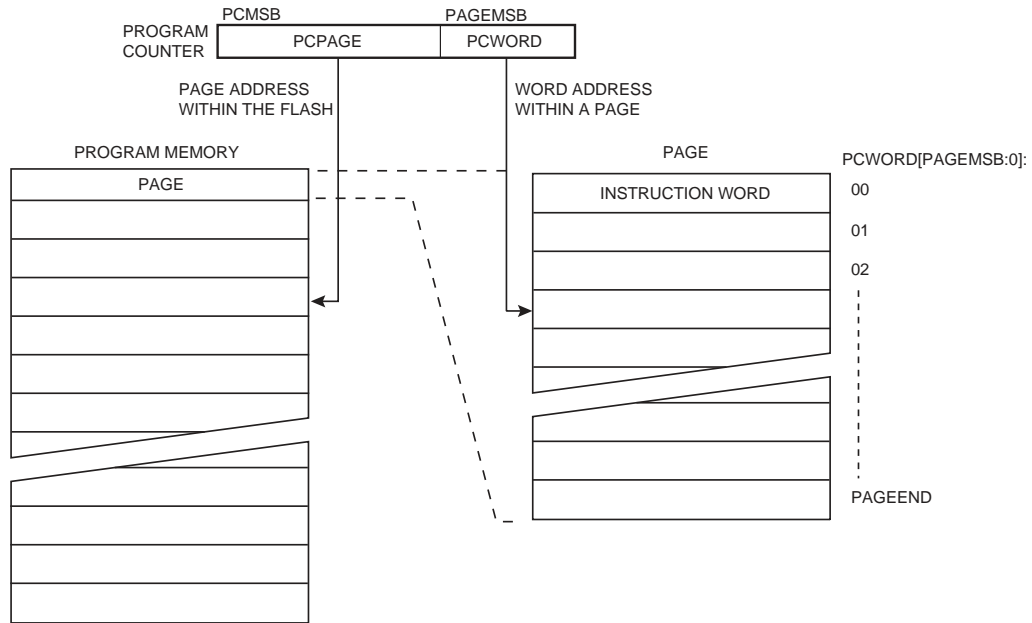 PCMSB
PAGEMSB
PROGRAM
COUNTER
PCPAGE
PCWORD
PAGE ADDRESS
WITHIN THE FLASH
WORD ADDRESS
WITHIN A PAGE
PROGRAM MEMORY
PAGE
PAGE
PCWORD[PAGEMSB:0]:
INSTRUCTION WORD
00
01
02
PAGEEND